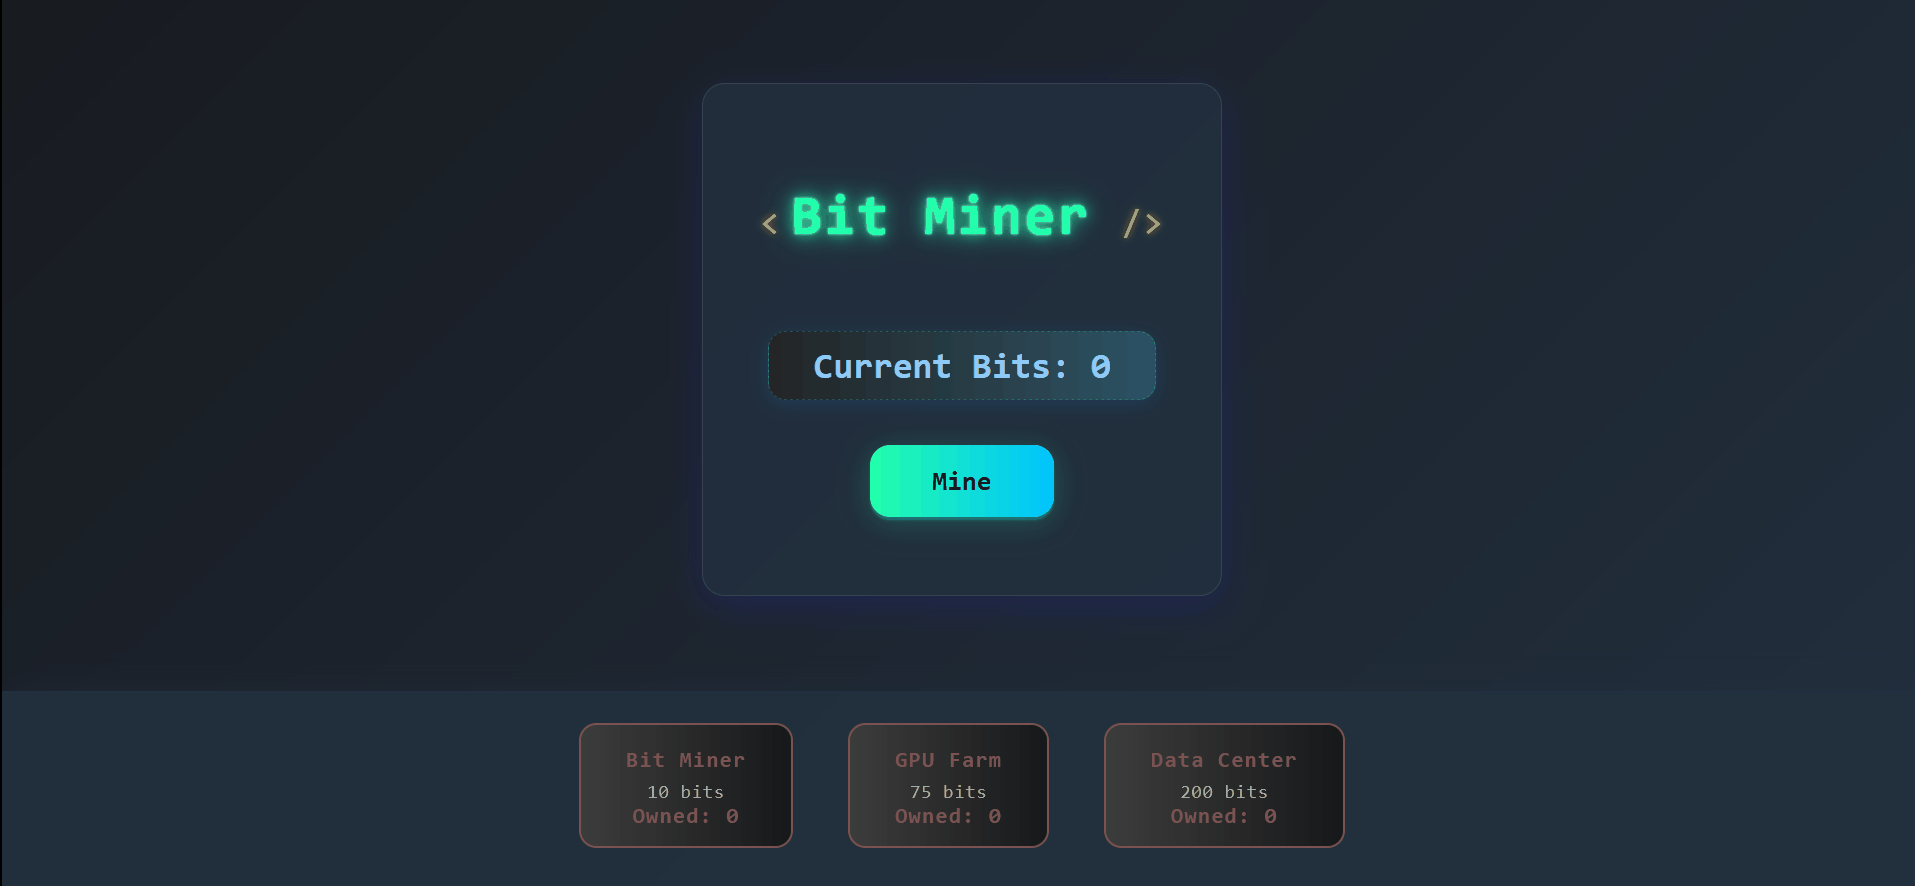 < Bit Miner />
Current Bits: 0
Mine
Bit Miner
10 bits
Owned: 0
GPU Farm
75 bits
Owned: 0
Data Center
200 bits
Owned: 0